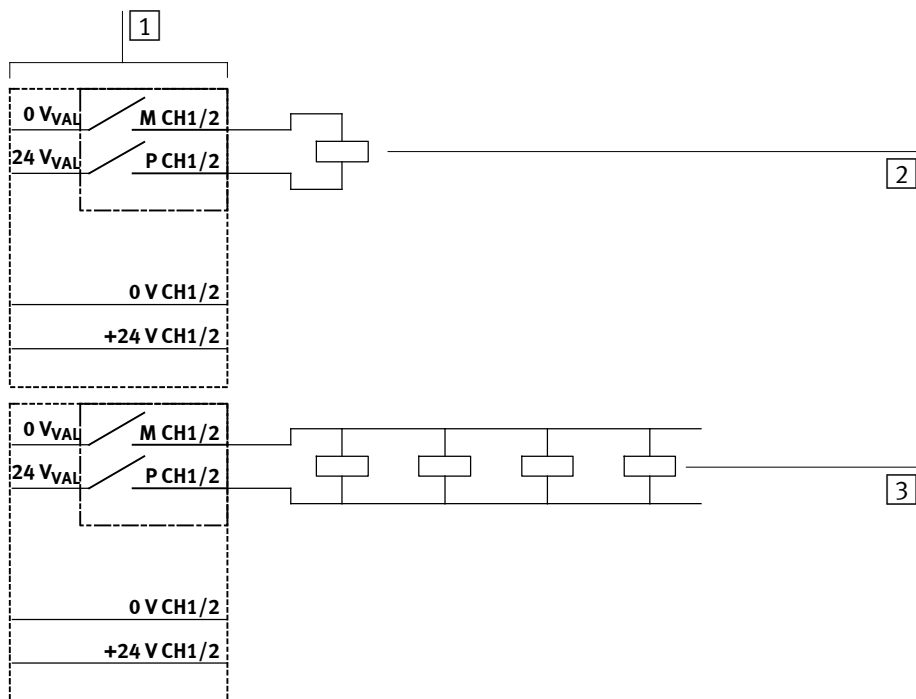 1
0 VVAL M CH1/2
24 VVAL P CH1/2
2
0 V CH1/2
+24 V CH1/2
0 VVAL M CH1/2
24 VVAL P CH1/2
3
0 V CH1/2
+24 V CH1/2